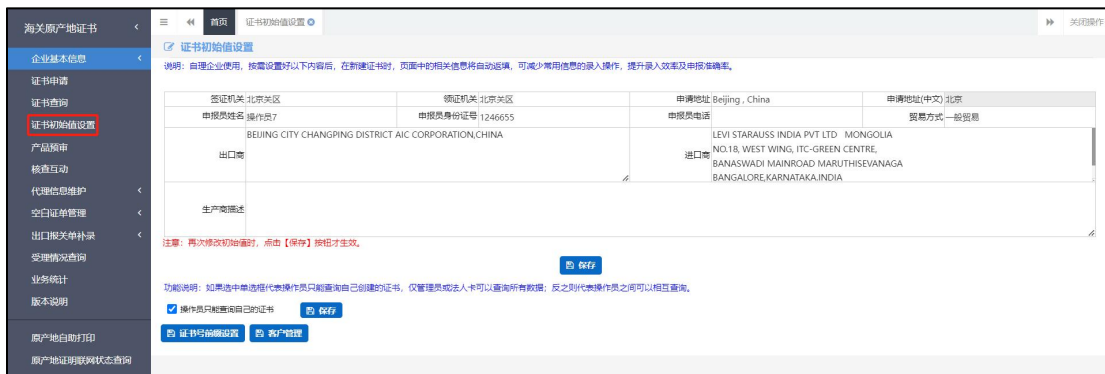 海关原产地证书
首页
证书初始值设置
关闭操作
企业基本信息
证书申请
证书查询
证书初始值设置
产品预审
核查互动
代理信息维护
空白证单管理
出口报关单补录
受理情况查询
业务统计
版本说明
原产地自助打印
原产地证明联网状态查询
证书初始值设置
说明：自理企业使用，按需设置好以下内容后，在新建证书时，页面中的相关信息将自动返填，可减少常用信息的录入操作，提升录入效率及申报准确率。
签证机关 北京关区 领证机关 北京关区 申请地址 Beijing , China 申请地址(中文) 北京
申报员姓名 操作员7 申报员身份证号 1246655 申报员电话 贸易方式 一般贸易
出口商 BEIJING CITY CHANGPING DISTRICT AIC CORPORATION,CHINA
进口商 LEVI STARAUSS INDIA PVT LTD MONGOLIA
NO.18, WEST WING, ITC-GREEN CENTRE,
BANASWADI MAINROAD MARUTHISEVANAGA
BANGALORE,KARNATAKA.INDIA
生产商描述
注意：再次修改初始值时，点击【保存】按钮才生效。
保存
功能说明：如果选中单选框代表操作员只能查询自己创建的证书，仅管理员或法人卡可以查询所有数据；反之则代表操作员之间可以相互查询。
操作员只能查询自己的证书 保存
证书号前缀设置 客户管理